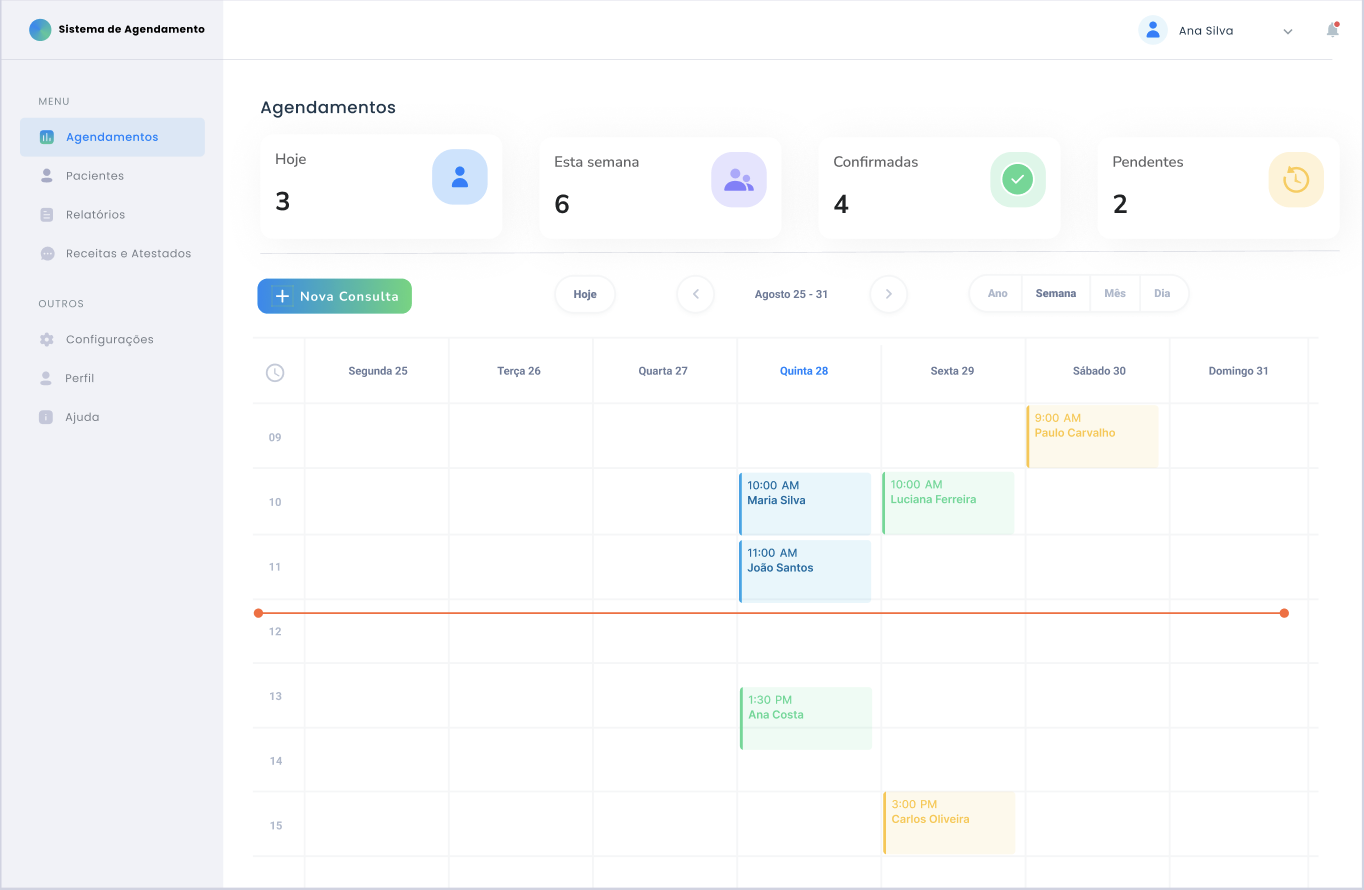 Sistema de Agendamento
Ana Silva
MENU
Agendamentos
Pacientes
Relatórios
Receitas e Atestados
OUTROS
Configurações
Perfil
Ajuda
Agendamentos
Hoje
3
Esta semana
6
Confirmadas
4
Pendentes
2
Nova Consulta
Hoje
Agosto 25 - 31
Ano Semana Mês Dia
Segunda 25 Terça 26 Quarta 27 Quinta 28 Sexta 29 Sábado 30 Domingo 31
09
9:00 AM
Paulo Carvalho
10
10:00 AM
Maria Silva
10:00 AM
Luciana Ferreira
11
11:00 AM
João Santos
12
13
1:30 PM
Ana Costa
14
15
3:00 PM
Carlos Oliveira